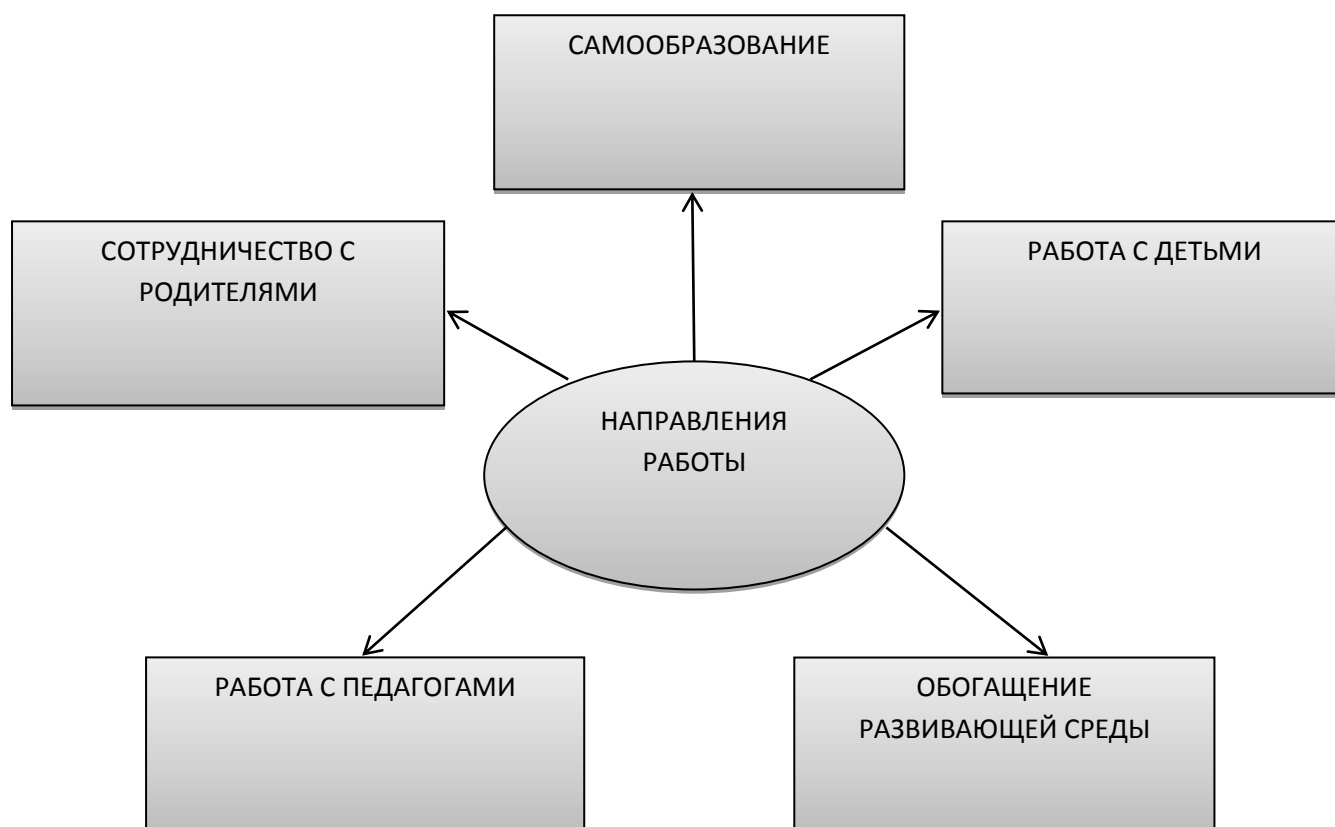 САМООБРАЗОВАНИЕ
СОТРУДНИЧЕСТВО С
РОДИТЕЛЯМИ
РАБОТА С ДЕТЬМИ
НАПРАВЛЕНИЯ
РАБОТЫ
РАБОТА С ПЕДАГОГАМИ
ОБОГАЩЕНИЕ
РАЗВИВАЮЩЕЙ СРЕДЫ